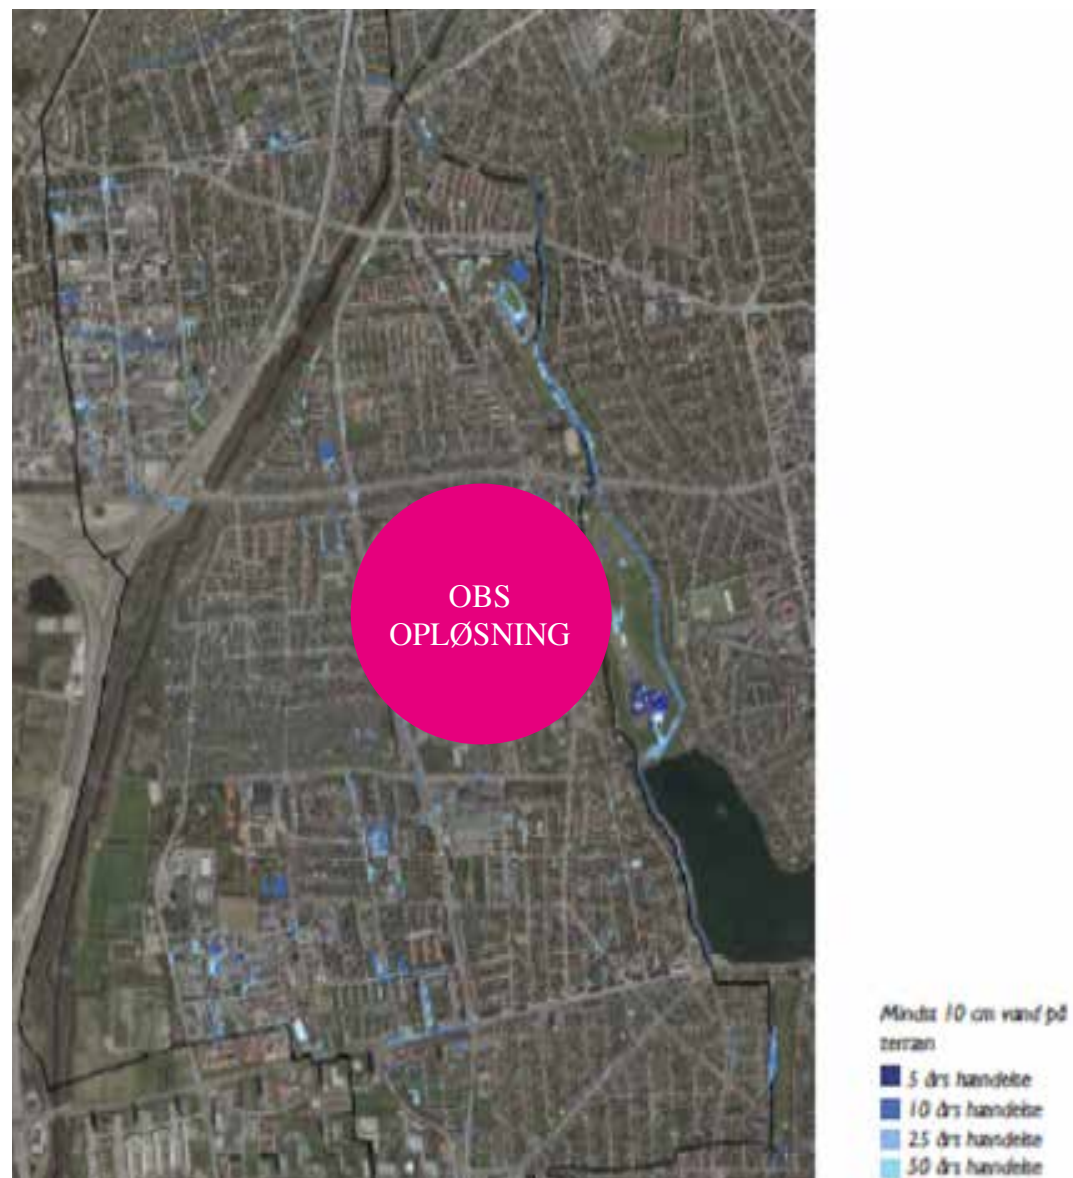 OBS
OPLØSNING
Mindst 10 cm vand på
terræn
5 års hændelse
10 års hændelse
25 års hændelse
50 års hændelse